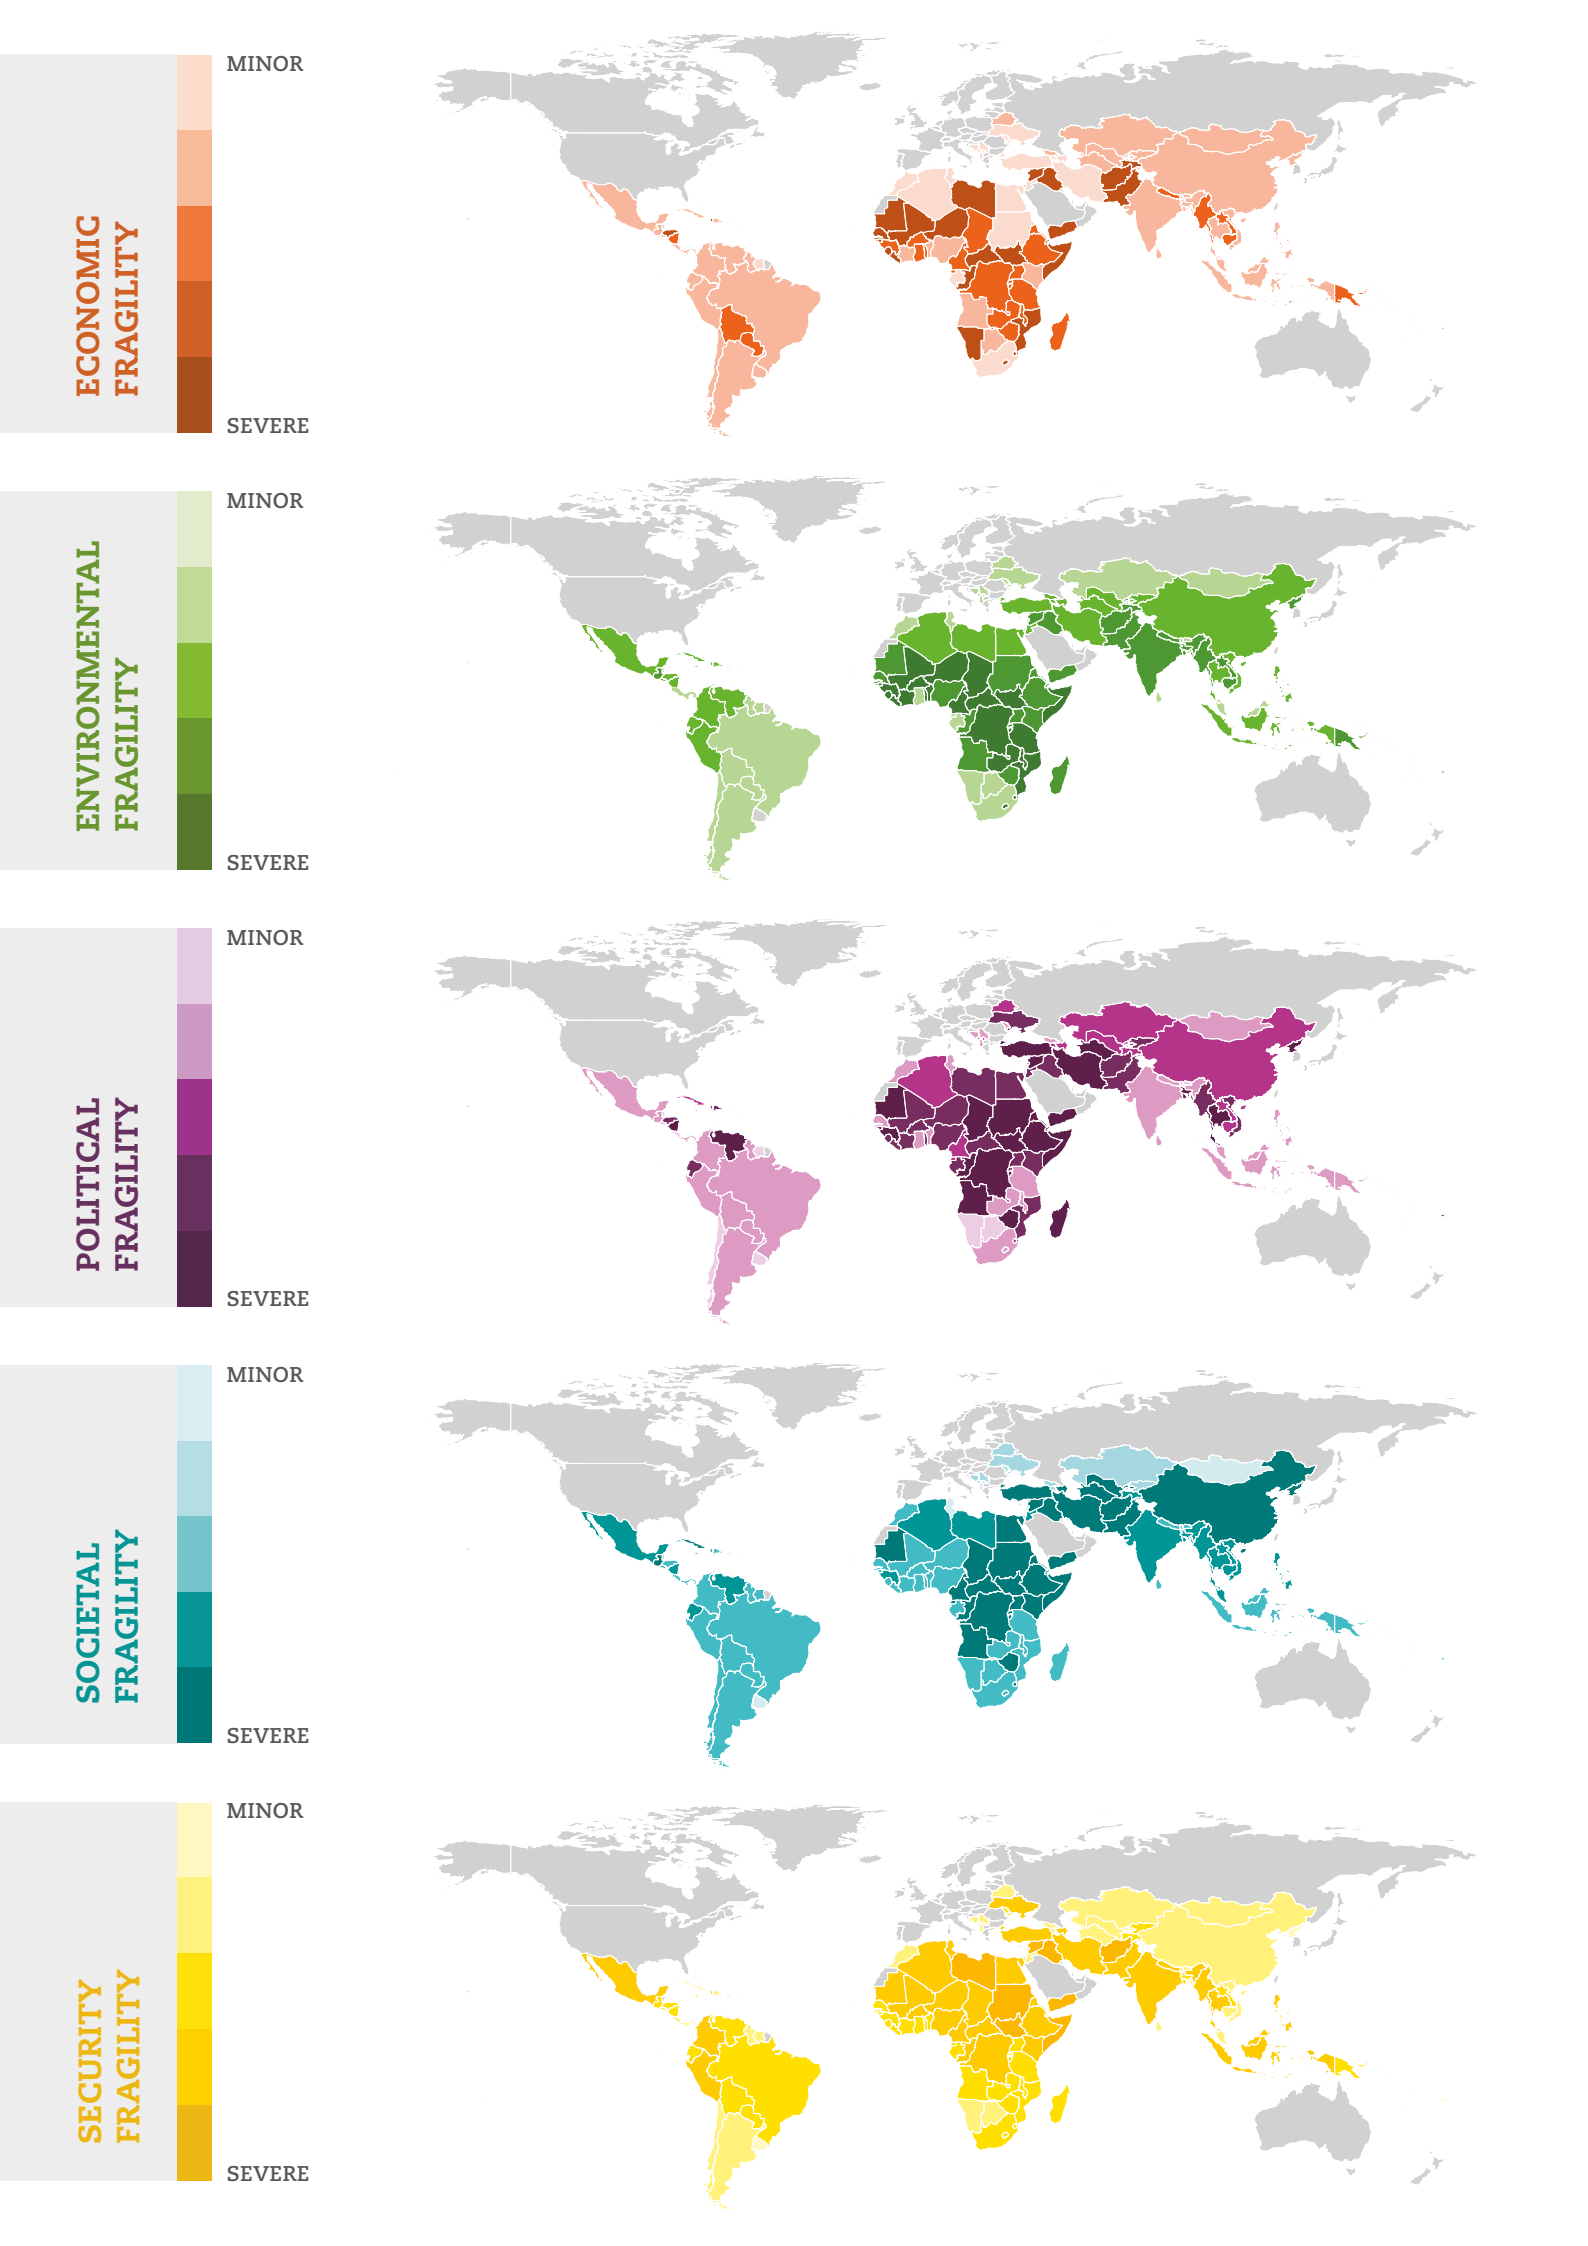 MINOR
ECONOMIC
FRAGILITY
SEVERE
MINOR
ENVIRONMENTAL
FRAGILITY
SEVERE
MINOR
POLITICAL
FRAGILITY
SEVERE
MINOR
SOCIETAL
FRAGILITY
SEVERE
MINOR
SECURITY
FRAGILITY
SEVERE